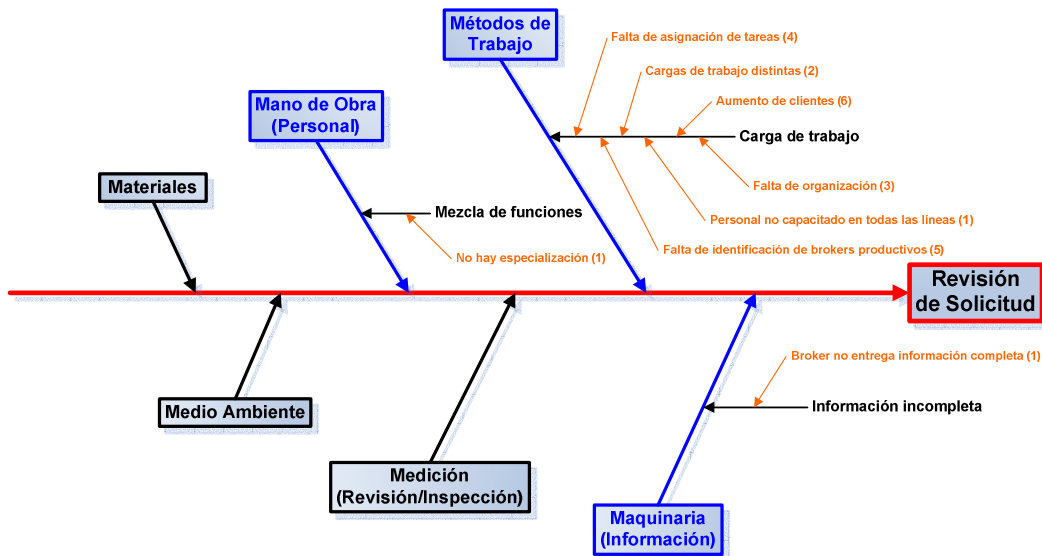 Métodos de
Trabajo
Falta de asignación de tareas (4)
Cargas de trabajo distintas (2)
Aumento de clientes (6)
Carga de trabajo
Falta de organización (3)
Personal no capacitado en todas las líneas (1)
Falta de identificación de brokers productivos (5)
Mano de Obra
(Personal)
Mezcla de funciones
No hay especialización (1)
Materiales
Revisión
de Solicitud
Medio Ambiente
Medición
(Revisión/Inspección)
Broker no entrega información completa (1)
Información incompleta
Maquinaria
(Información)